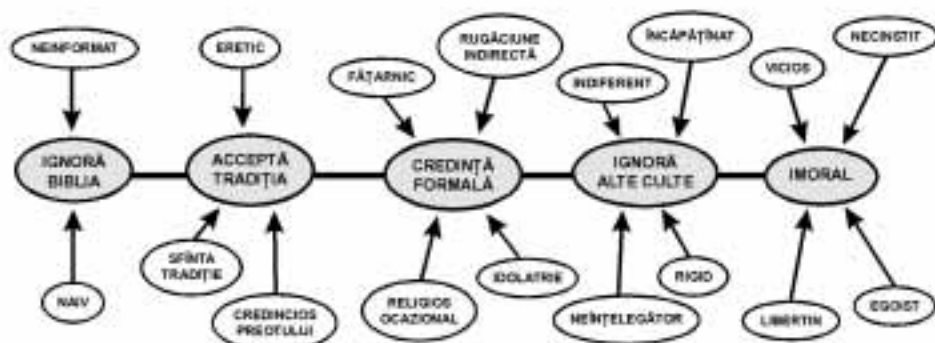 NEINFORMAT
ERETIC
FĂȚARNIC
RUGĂCIUNE
INDIRECTĂ
INDIFERENT
ÎNCĂPĂȚÎNAT
VICIOS
NECINSTIT
IGNORĂ
BIBLIA
ACCEPTĂ
TRADIȚIA
CREDINȚĂ
FORMALĂ
IGNORĂ
ALTE CULTE
IMORAL
NAIV
SFÎNTA
TRADIȚIE
CREDINCIOS
PREOTULUI
RELIGIOS
OCAZIONAL
IDOLATRIE
NEÎNȚELEGĂTOR
RIGID
LIBERTIN
EGOIST